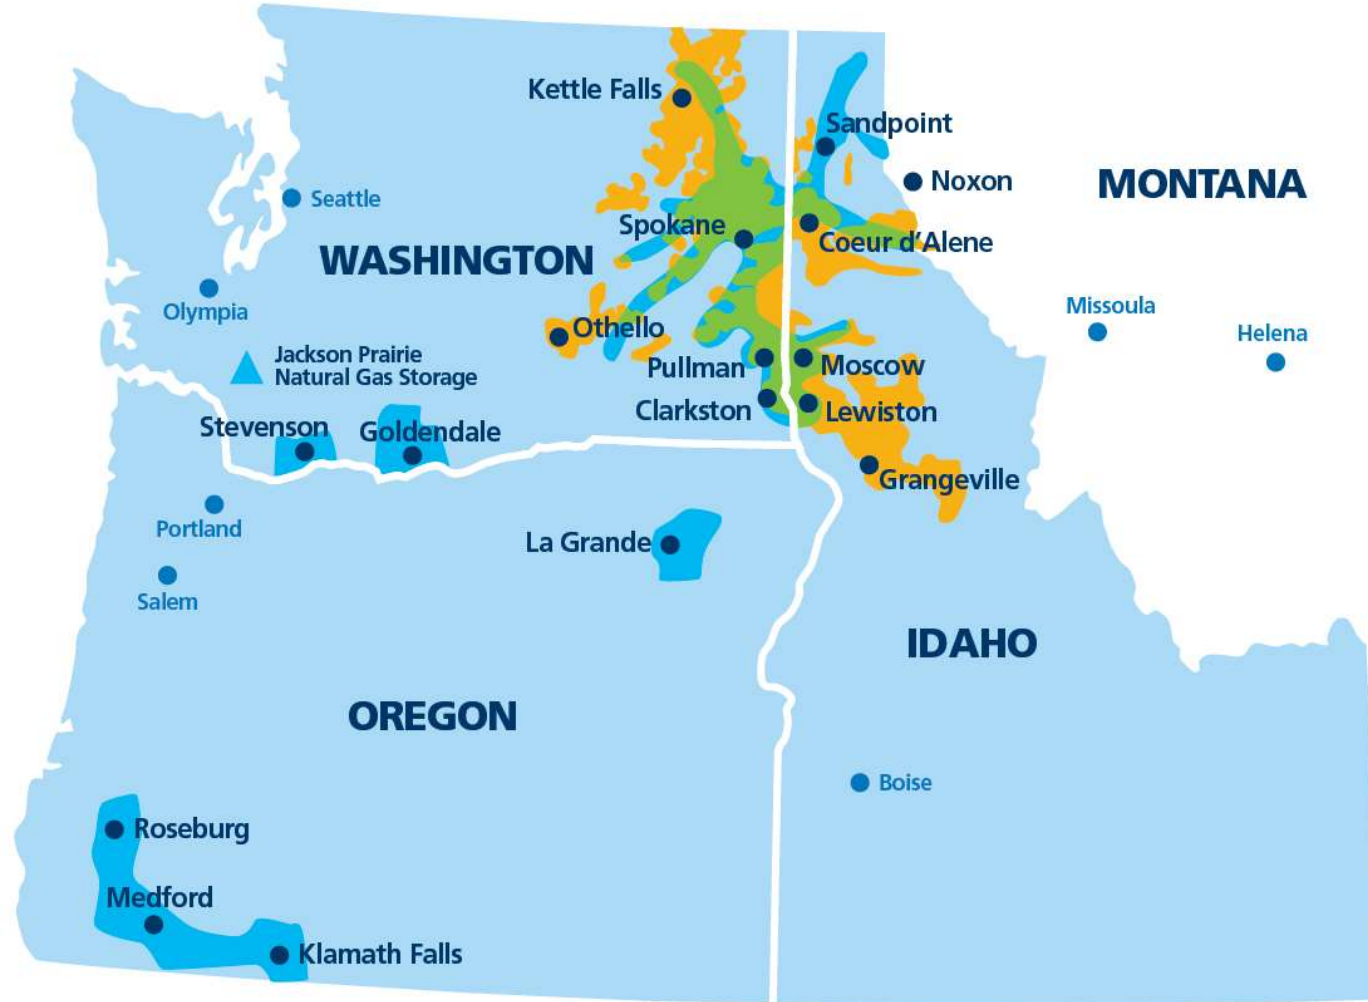 Kettle Falls
Sandpoint
Noxon
MONTANA
Seattle
Spokane
Coeur d'Alene
WASHINGTON
Olympia
Missoula
Helena
Othello
Jackson Prairie
Natural Gas Storage
Pullman
Moscow
Clarkston
Lewiston
Stevenson
Goldendale
Grangeville
Portland
La Grande
Salem
IDAHO
OREGON
Boise
Roseburg
Medford
Klamath Falls